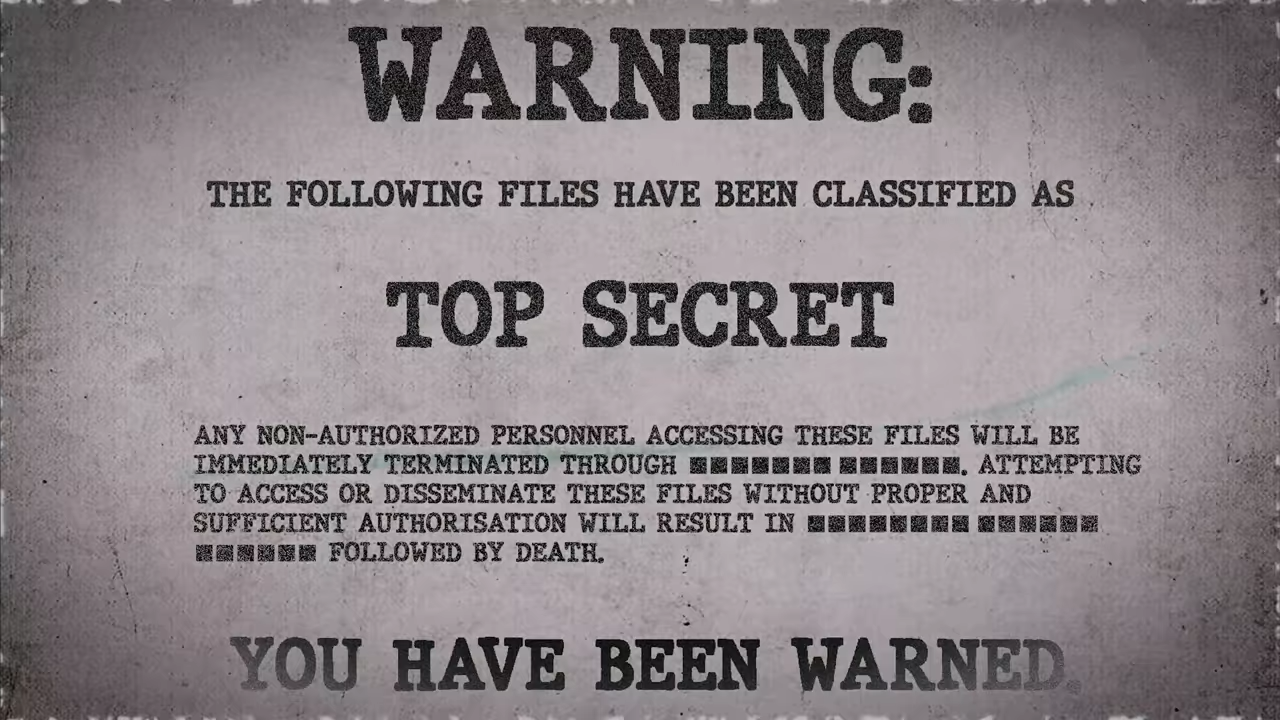 WARNING:
THE FOLLOWING FILES HAVE BEEN CLASSIFIED AS
TOP SECRET
ANY NON-AUTHORIZED PERSONNEL ACCESSING THESE FILES WILL BE
IMMEDIATELY TERMINATED THROUGH ■■■■■■■ ■■■■■■. ATTEMPTING
TO ACCESS OR DISSEMINATE THESE FILES WITHOUT PROPER AND
SUFFICIENT AUTHORISATION WILL RESULT IN ■■■■■■■■ ■■■■■■
■■■■■■ FOLLOWED BY DEATH.
YOU HAVE BEEN WARNED.